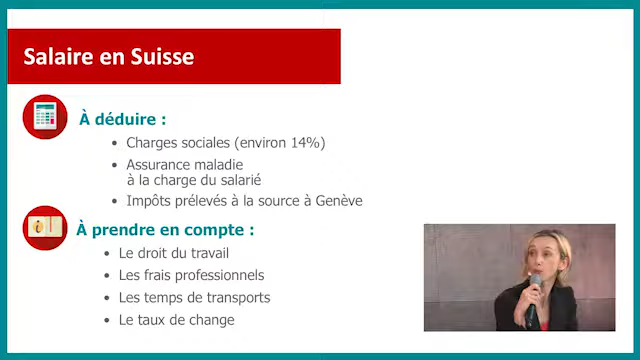 Salaire en Suisse
À déduire :
• Charges sociales (environ 14%)
• Assurance maladie
à la charge du salarié
• Impôts prélevés à la source à Genève
À prendre en compte :
• Le droit du travail
• Les frais professionnels
• Les temps de transports
• Le taux de change